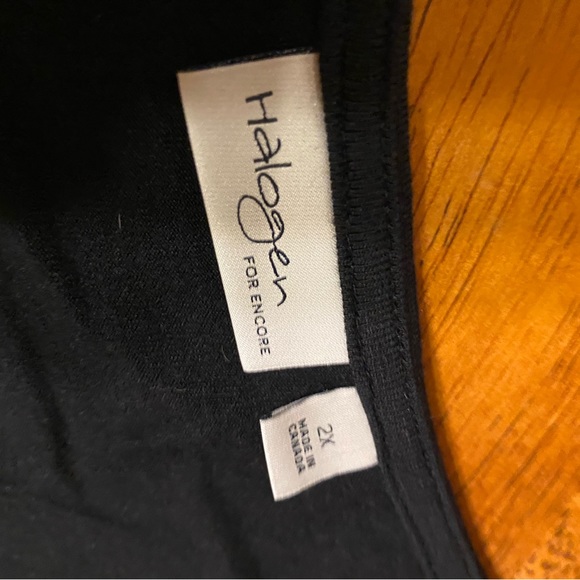 Halogen
FOR ENCORE
2X
MADE IN
CANADA